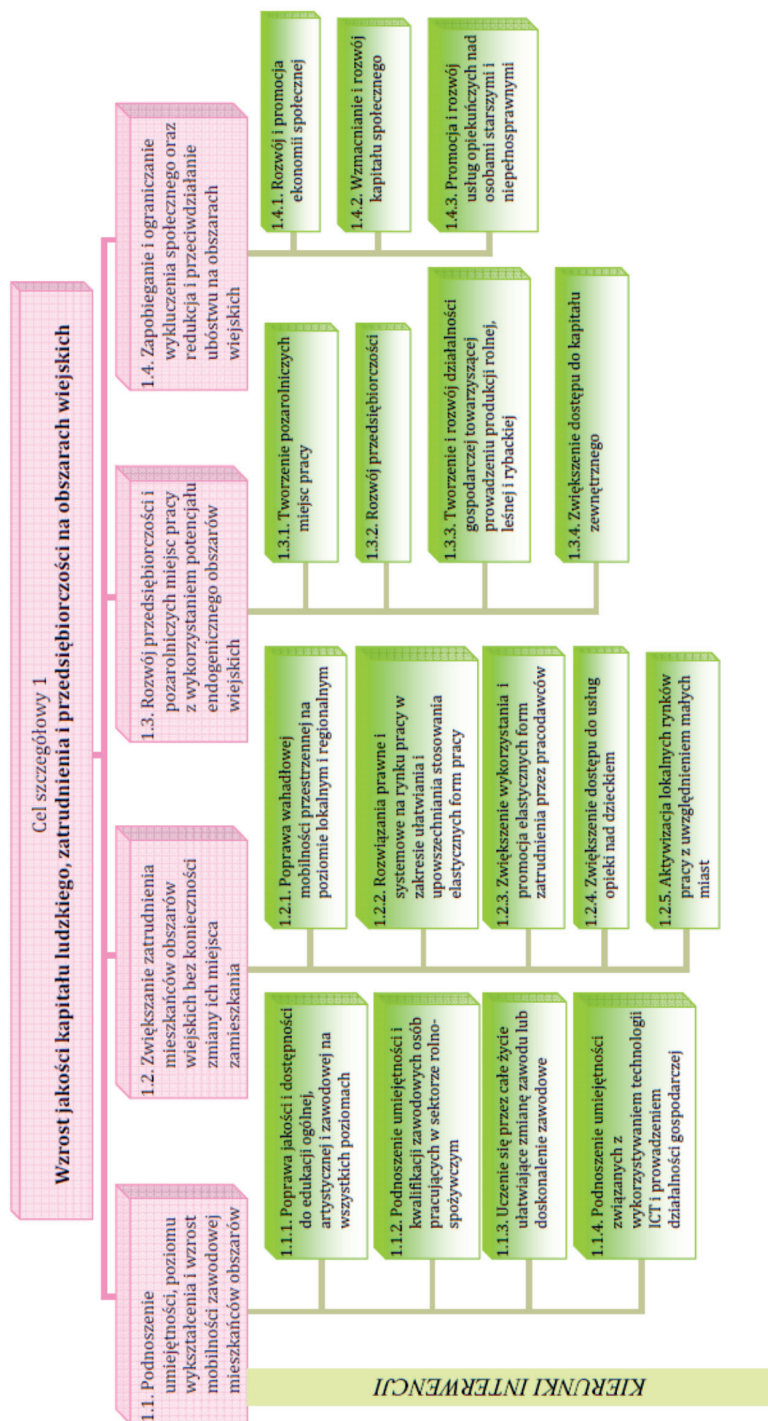 Cel szczegółowy 1
Wzrost jakości kapitału ludzkiego, zatrudnienia i przedsiębiorczości na obszarach wiejskich
1.1. Podnoszenie
umiejętności, poziomu
wykształcenia i wzrost
mobilności zawodowej
mieszkańców obszarów
1.2. Zwiększanie zatrudnienia
mieszkańców obszarów
wiejskich bez konieczności
zmiany ich miejsca
zamieszkania
1.3. Rozwój przedsiębiorczości i
pozarolniczych miejsc pracy
z wykorzystaniem potencjału
endogenicznego obszarów
wiejskich
1.4. Zapobieganie i ograniczanie
wykluczenia społecznego oraz
redukcja i przeciwdziałanie
ubóstwu na obszarach
wiejskich
KIERUNKI INTERWENCJI
1.1.1. Poprawa jakości i dostępności
do edukacji ogólnej,
artystycznej i zawodowej na
wszystkich poziomach
1.1.2. Podnoszenie umiejętności i
kwalifikacji zawodowych osób
pracujących w sektorze rolno-
spożywczym
1.1.3. Uczenie się przez całe życie
ułatwiające zmianę zawodu lub
doskonalenie zawodowe
1.1.4. Podnoszenie umiejętności
związanych z
wykorzystywaniem technologii
ICT i prowadzeniem
działalności gospodarczej
1.2.1. Poprawa wahadłowej
mobilności przestrzennej na
poziomie lokalnym i regionalnym
1.2.2. Rozwiązania prawne i
systemowe na rynku pracy w
zakresie ułatwiania i
upowszechniania stosowania
elastycznych form pracy
1.2.3. Zwiększenie wykorzystania i
promocja elastycznych form
zatrudnienia przez pracodawców
1.2.4. Zwiększenie dostępu do usług
opieki nad dzieckiem
1.2.5. Aktywizacja lokalnych rynków
pracy z uwzględnieniem małych
miast
1.3.1. Tworzenie pozarolniczych
miejsc pracy
1.3.2. Rozwój przedsiębiorczości
1.3.3. Tworzenie i rozwój działalności
gospodarczej towarzyszącej
prowadzeniu produkcji rolnej,
leśnej i rybackiej
1.3.4. Zwiększenie dostępu do kapitału
zewnętrznego
1.4.1. Rozwój i promocja
ekonomii społecznej
1.4.2. Wzmacnianie i rozwój
kapitału społecznego
1.4.3. Promocja i rozwój
usług opiekuńczych nad
osobami starszymi i
niepełnosprawnymi